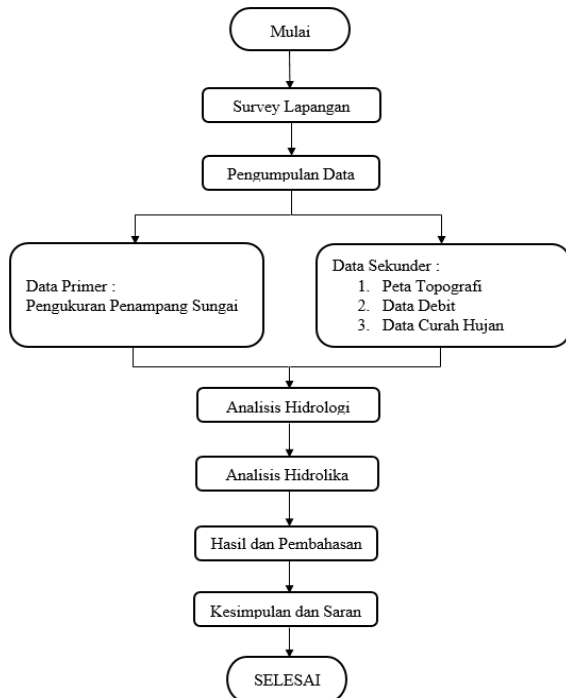 Mulai
Survey Lapangan
Pengumpulan Data
Data Primer :
Pengukuran Penampang Sungai
Data Sekunder :
1. Peta Topografi
2. Data Debit
3. Data Curah Hujan
Analisis Hidrologi
Analisis Hidrolika
Hasil dan Pembahasan
Kesimpulan dan Saran
SELESAI